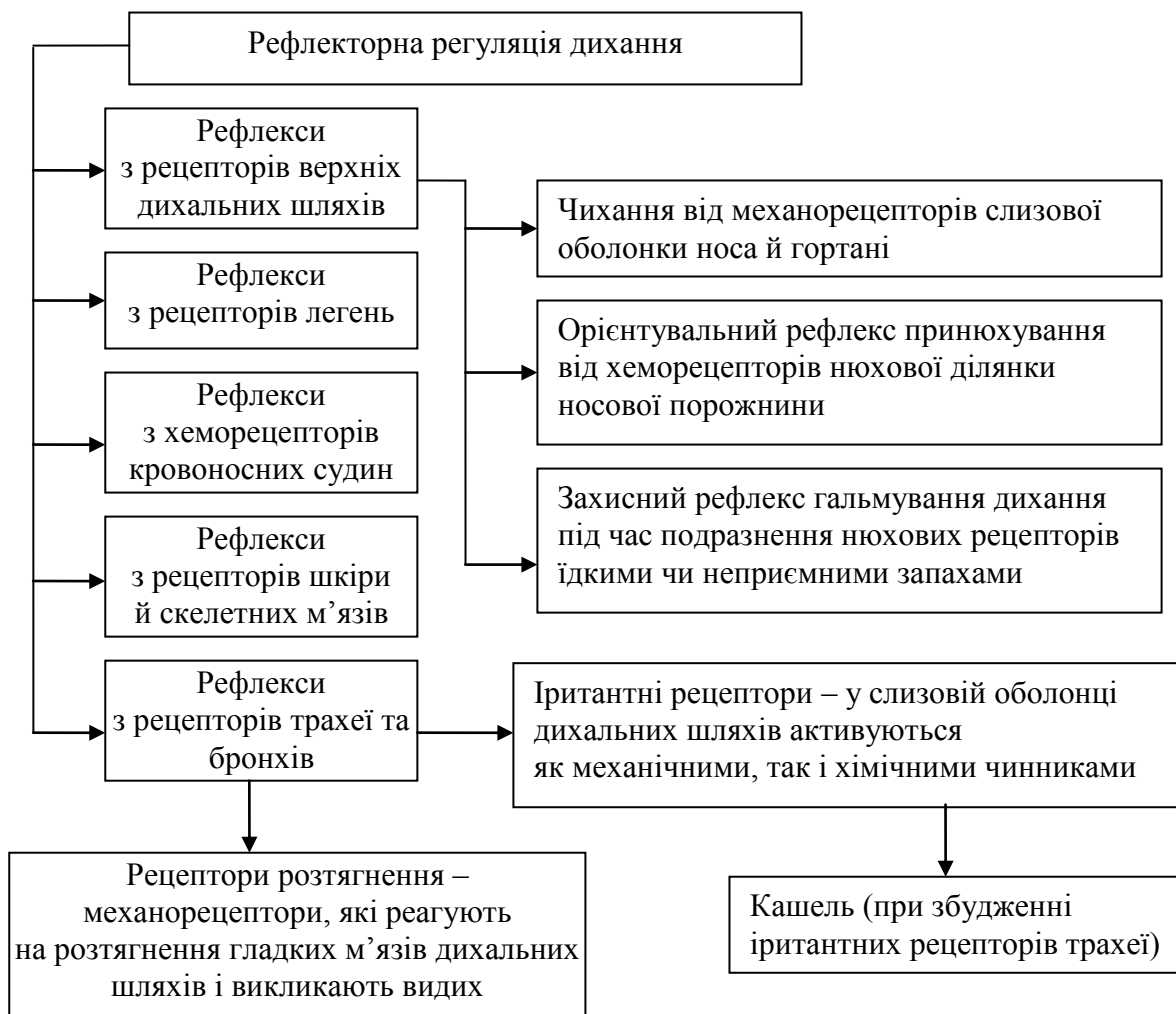 Рефлекторна регуляція дихання
Рефлекси
з рецепторів верхніх
дихальних шляхів
Чихання від механорецепторів слизової
оболонки носа й гортані
Рефлекси
з рецепторів легень
Орієнтувальний рефлекс принюхування
від хеморецепторів нюхової ділянки
носової порожнини
Рефлекси
з хеморецепторів
кровоносних судин
Захисний рефлекс гальмування дихання
під час подразнення нюхових рецепторів
їдкими чи неприємними запахами
Рефлекси
з рецепторів шкіри
й скелетних м’язів
Рефлекси
з рецепторів трахеї та
бронхів
Іритантні рецептори – у слизовій оболонці
дихальних шляхів активуються
як механічними, так і хімічними чинниками
Рецептори розтягнення –
механорецептори, які реагують
на розтягнення гладких м’язів дихальних
шляхів і викликають видих
Кашель (при збудженні
іритантних рецепторів трахеї)